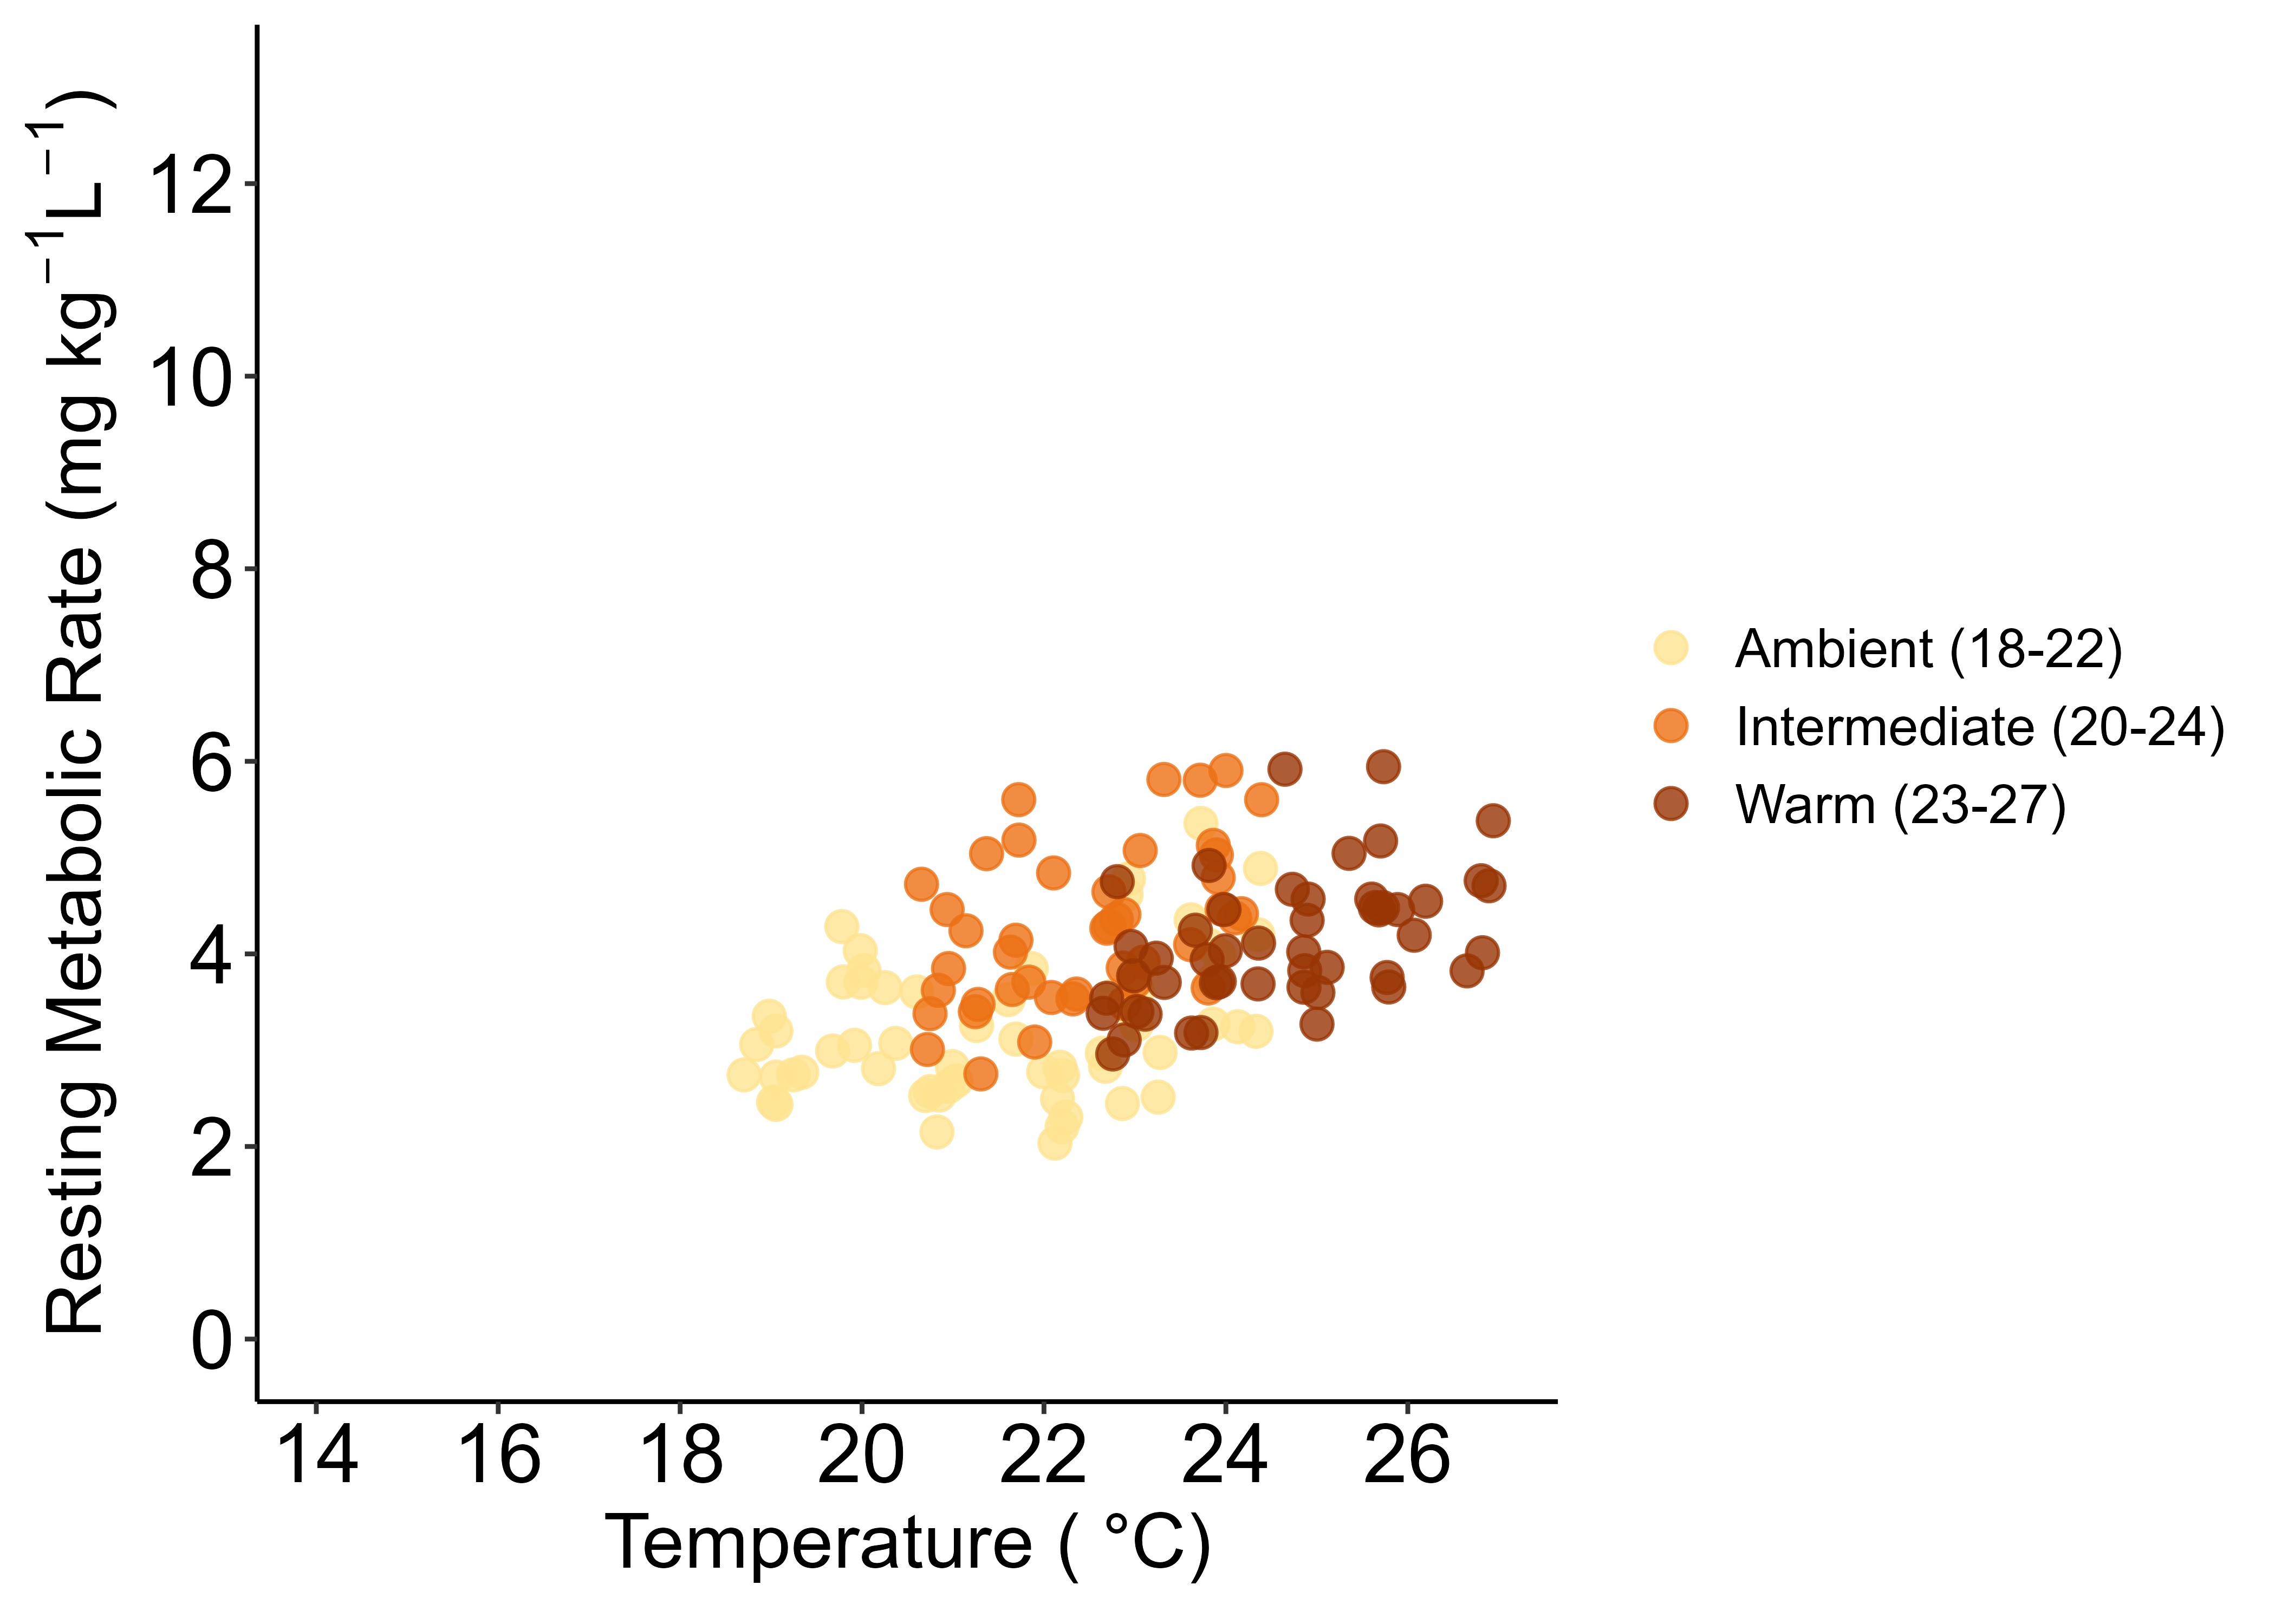 Resting Metabolic Rate (mg kg⁻¹L⁻¹)
12
10
8
6
4
2
0
14 16 18 20 22 24 26
Temperature ( °C)
Ambient (18-22)
Intermediate (20-24)
Warm (23-27)